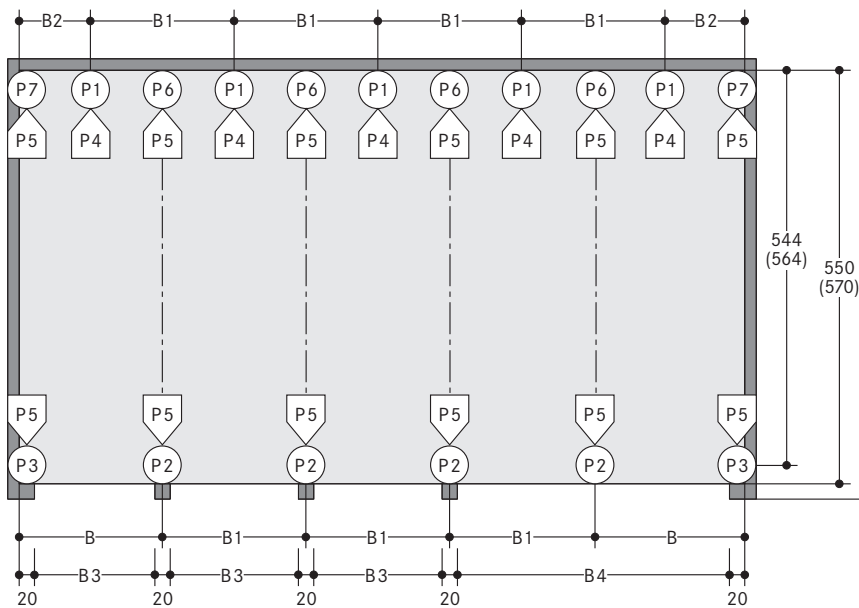 B2 B1 B1 B1 B1 B2
P7 P1 P6 P1 P6 P1 P6 P1 P6 P1 P7
P5 P4 P5 P4 P5 P4 P5 P4 P5 P4 P5
544
(564)
550
(570)
P5 P5 P5 P5 P5 P5
P3 P2 P2 P2 P2 P3
B B1 B1 B1 B
B3 B3 B3 B4
20 20 20 20 20